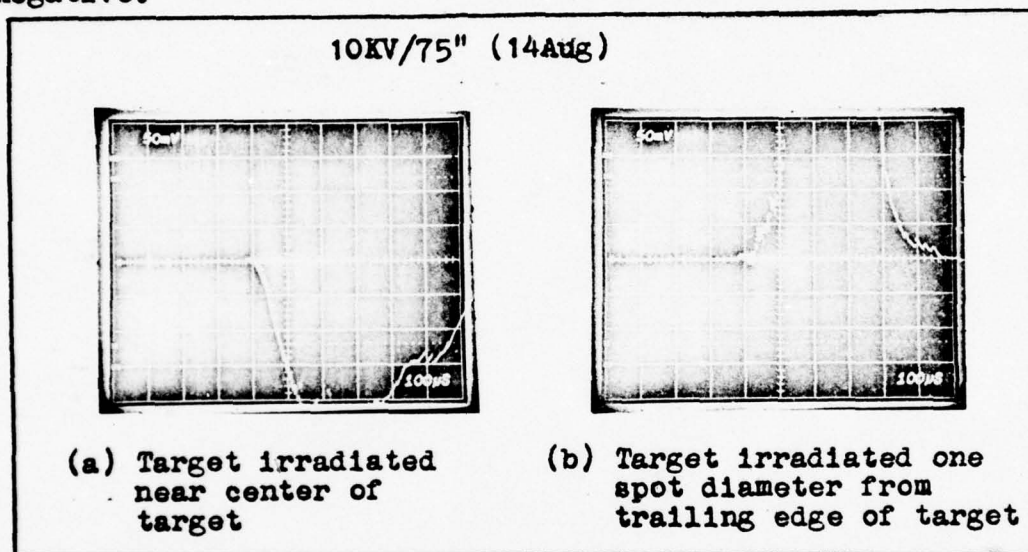 10KV/75" (14Aug)
50mV
100µS
50mV
100µS
(a) Target irradiated
near center of
target
(b) Target irradiated one
spot diameter from
trailing edge of target